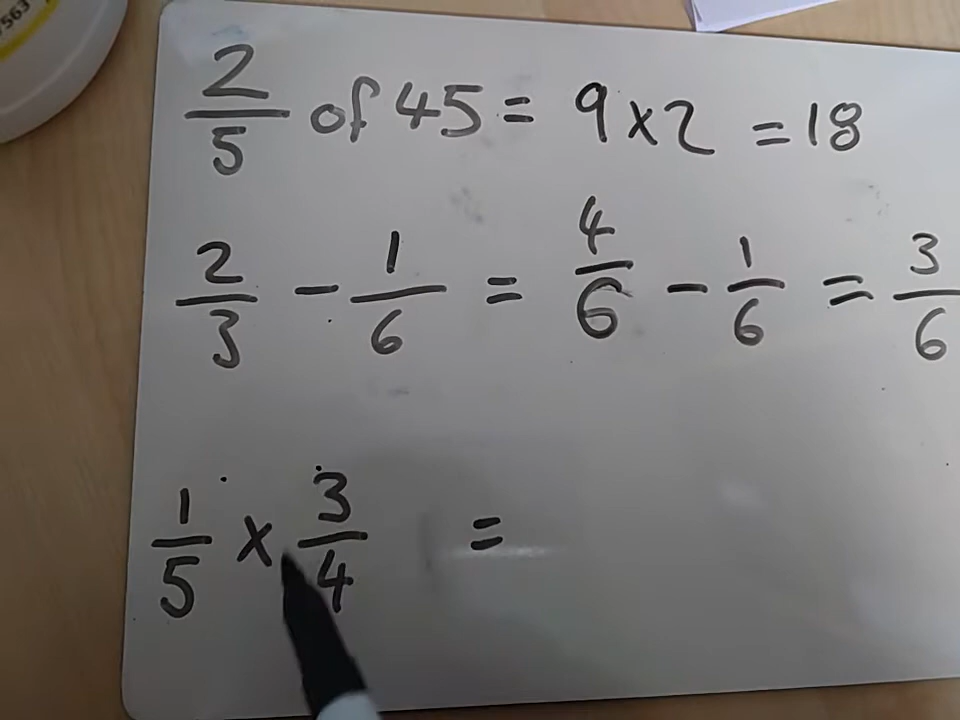 7563
2/5 of 45 = 9 x 2 = 18
2/3 - 1/6 = 4/6 - 1/6 = 3/6
1/5 x 3/4 =